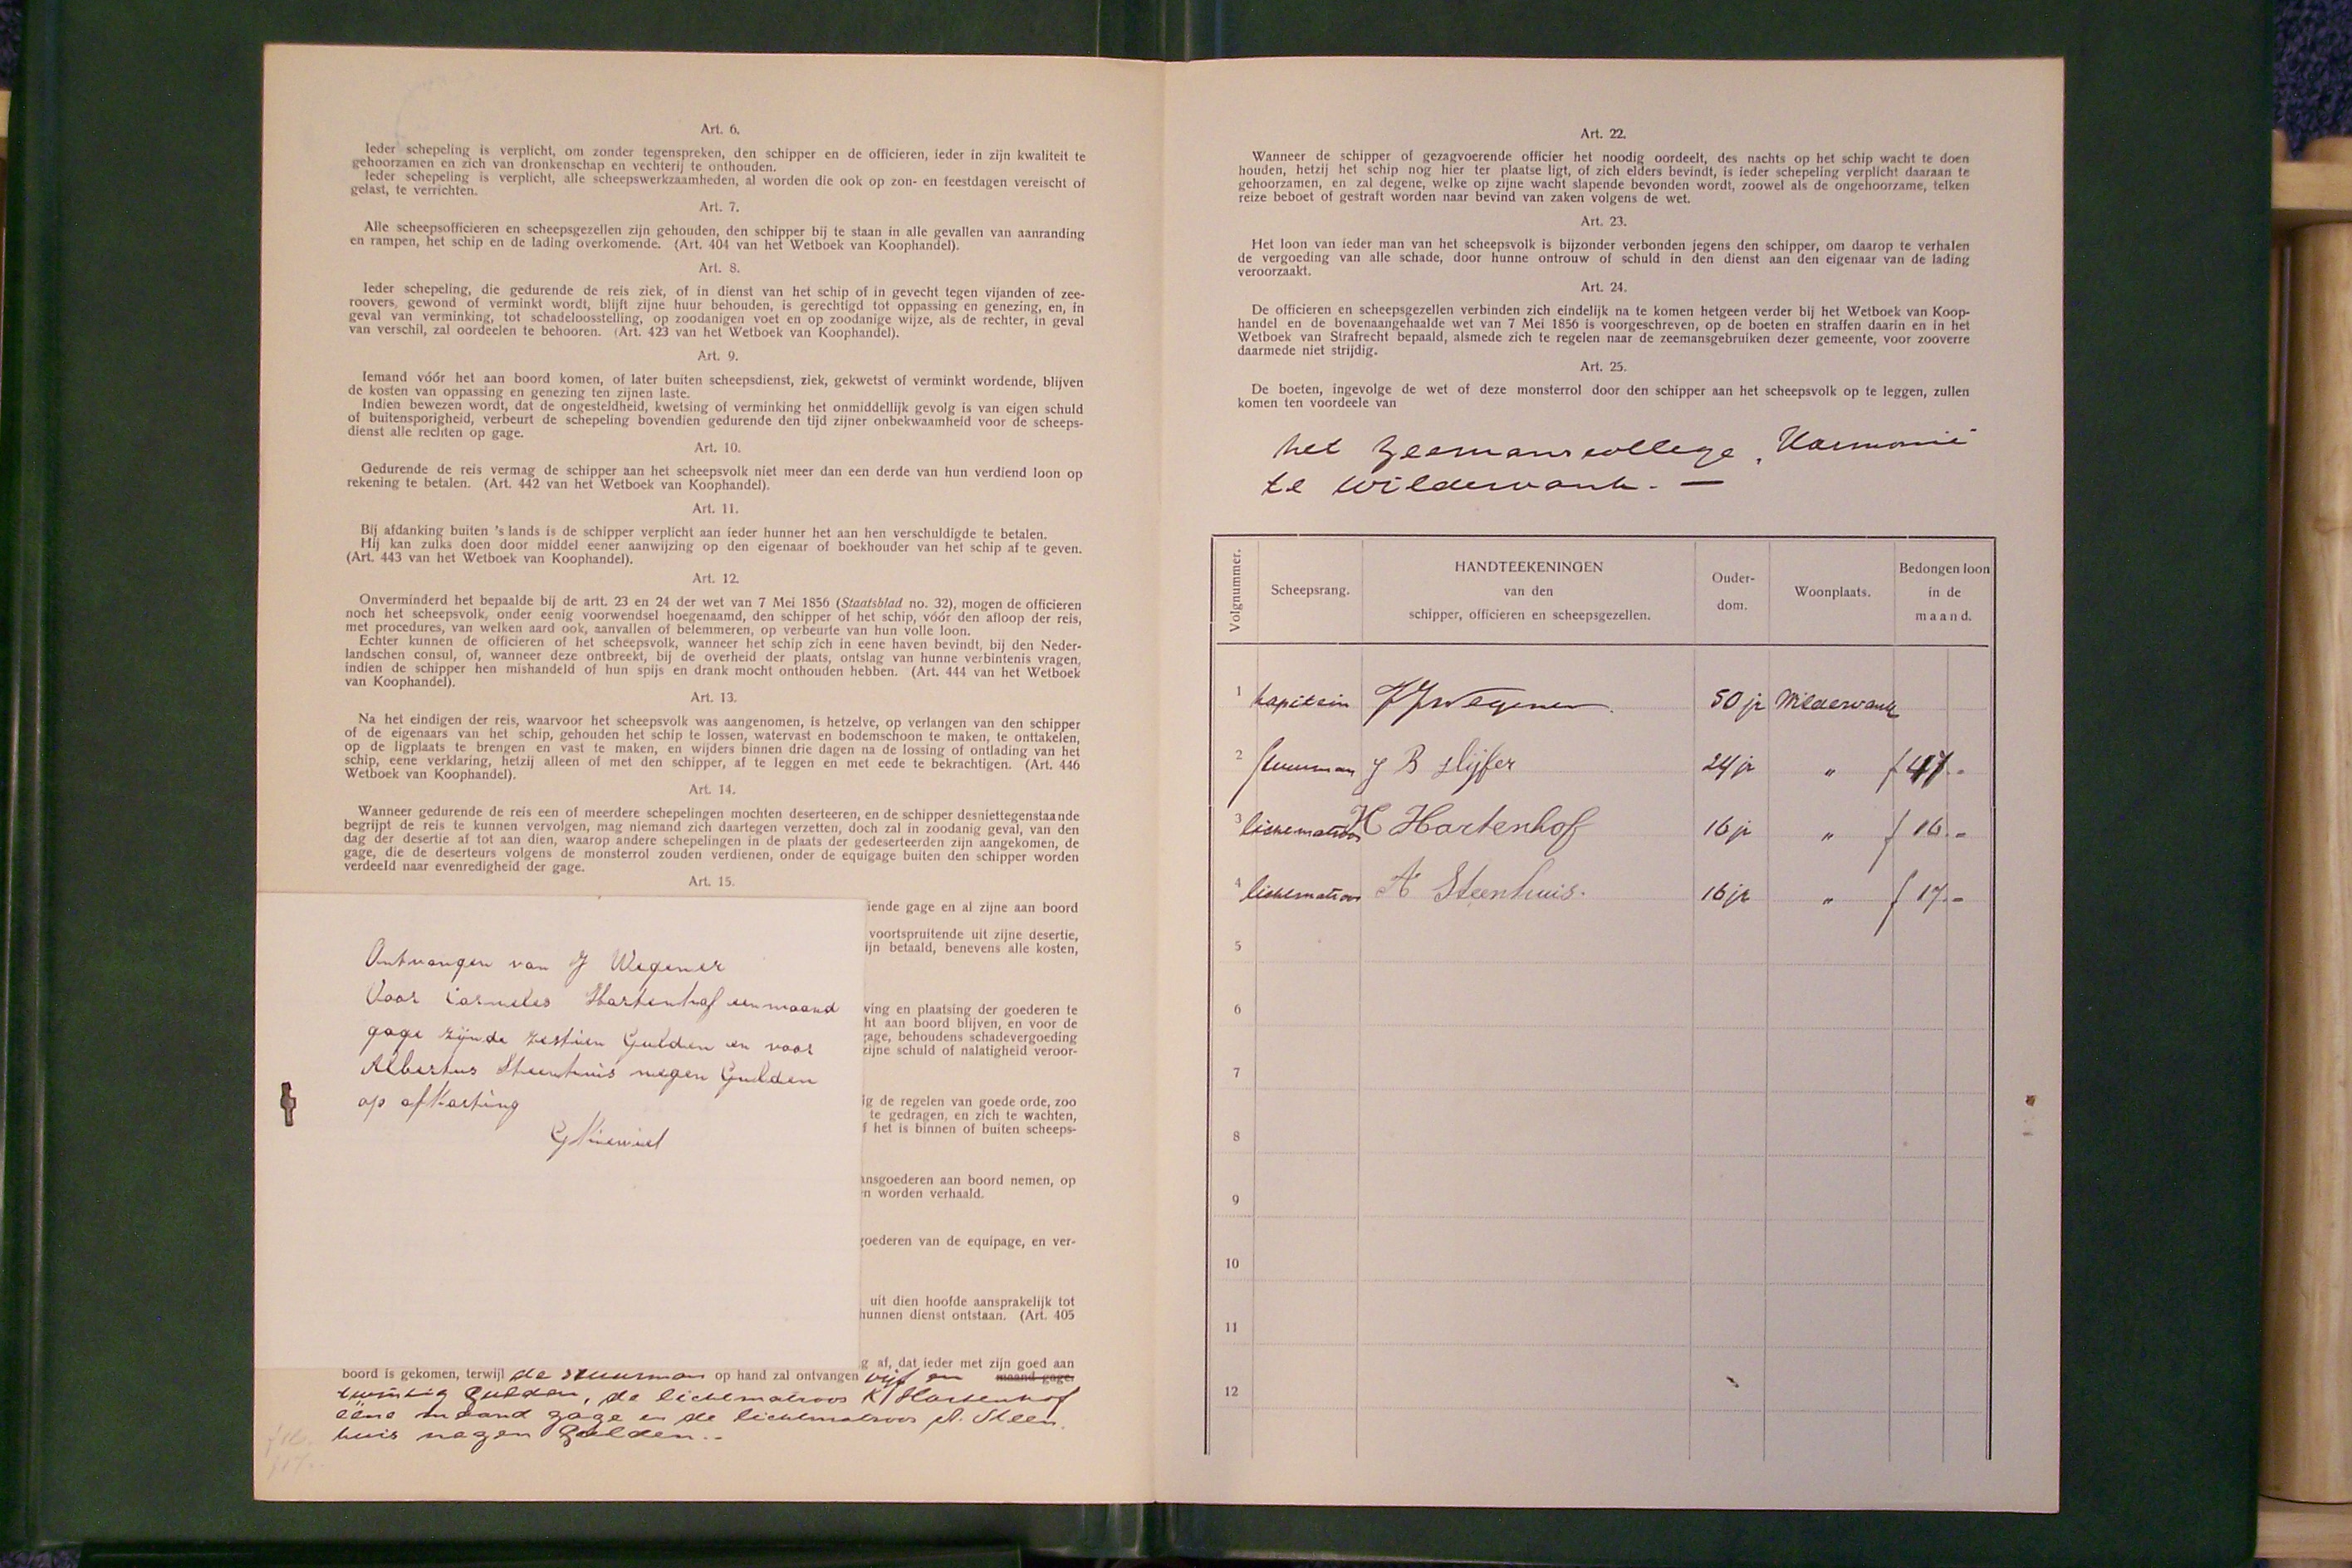 Art. 6.
Ieder schepeling is verplicht, om zonder tegenspreken, den schipper en de officieren, ieder in zijn kwaliteit te
gehoorzamen en zich van dronkenschap en vechterij te onthouden.
Ieder schepeling is verplicht, alle scheepswerkzaamheden, al worden die ook op zon- en feestdagen vereischt of
gelast, te verrichten.
Art. 7.
Alle scheepsofficieren en scheepsgezellen zijn gehouden, den schipper bij te staan in alle gevallen van aanranding
en rampen, het schip en de lading overkomende. (Art. 404 van het Wetboek van Koophandel).
Art. 8.
Ieder schepeling, die gedurende de reis ziek, of in dienst van het schip of in gevecht tegen vijanden of zee-
roovers, gewond of verminkt wordt, blijft zijne huur behouden, is gerechtigd tot oppassing en genezing, en, in
geval van verminking, tot schadeloosstelling, op zoodanigen voet en op zoodanige wijze, als de rechter, in geval
van verschil, zal oordeelen te behooren. (Art. 423 van het Wetboek van Koophandel).
Art. 9.
Iemand vóór het aan boord komen, of later buiten scheepsdienst, ziek, gekwetst of verminkt wordende, blijven
de kosten van oppassing en genezing ten zijnen laste.
Indien bewezen wordt, dat de ongesteldheid, kwetsing of verminking het onmiddellijk gevolg is van eigen schuld
of buitensporigheid, verbeurt de schepeling bovendien gedurende den tijd zijner onbekwaamheid voor de scheeps-
dienst alle rechten op gage.
Art. 10.
Gedurende de reis vermag de schipper aan het scheepsvolk niet meer dan een derde van hun verdiend loon op
rekening te betalen. (Art. 442 van het Wetboek van Koophandel).
Art. 11.
Bij afdanking buiten 's lands is de schipper verplicht aan ieder hunner het aan hen verschuldigde te betalen.
Hij kan zulks doen door middel eener aanwijzing op den eigenaar of boekhouder van het schip af te geven.
(Art. 443 van het Wetboek van Koophandel).
Art. 12.
Onverminderd het bepaalde bij de artt. 23 en 24 der wet van 7 Mei 1856 (Staatsblad no. 32), mogen de officieren
noch het scheepsvolk, onder eenig voorwendsel hoegenaamd, den schipper of het schip, vóór den afloop der reis,
met procedures, van welken aard ook, aanvallen of belemmeren, op verbeurte van hun volle loon.
Echter kunnen de officieren of het scheepsvolk, wanneer het schip zich in eene haven bevindt, bij den Neder-
landschen consul, of, wanneer deze ontbreekt, bij de overheid der plaats, ontslag van hunne verbintenis vragen,
indien de schipper hen mishandeld of hun spijs en drank mocht onthouden hebben. (Art. 444 van het Wetboek
van Koophandel).
Art. 13.
Na het eindigen der reis, waarvoor het scheepsvolk was aangenomen, is hetzelve, op verlangen van den schipper
of de eigenaars van het schip, gehouden het schip te lossen, watervast en bodemschoon te maken, te onttakelen,
op de ligplaats te brengen en vast te maken, en wijders binnen drie dagen na de lossing of ontlading van het
schip, eene verklaring, hetzij alleen of met den schipper, af te leggen en met eede te bekrachtigen. (Art. 446
Wetboek van Koophandel).
Art. 14.
Wanneer gedurende de reis een of meerdere schepelingen mochten deserteeren, en de schipper desniettegenstaande
begrijpt de reis te kunnen vervolgen, mag niemand zich daartegen verzetten, doch zal in zoodanig geval, van den
dag der desertie af tot aan dien, waarop andere schepelingen in de plaats der gedeserteerden zijn aangekomen, de
gage, die de deserteurs volgens de monsterrol zouden verdienen, onder de equigage buiten den schipper worden
verdeeld naar evenredigheid der gage.
Art. 15.
iende gage en al zijne aan boord
voortspruitende uit zijne desertie,
ijn betaald, benevens alle kosten,
ving en plaatsing der goederen te
ht aan boord blijven, en voor de
gage, behoudens schadevergoeding
zijne schuld of nalatigheid veroor-
ig de regelen van goede orde, zoo
te gedragen, en zich te wachten,
f het is binnen of buiten scheeps-
ansgoederen aan boord nemen, op
n worden verhaald.
goederen van de equipage, en ver-
uit dien hoofde aansprakelijk tot
hunnen dienst ontstaan. (Art. 405
g af, dat ieder met zijn goed aan
boord is gekomen, terwijl de stuurman op hand zal ontvangen vijf en maand gage.
twintig gulden, de lichtmatroos K Hartenhof
eene maand gage en de lichtmatroos A. Steen
huis negen gulden.-
Ontvangen van J Wegener
Voor Carneles Hartenhof een maand
gage zijnde zestien Gulden en voor
Albertus Steenhuis negen Gulden
op afkorting
Art. 22.
Wanneer de schipper of gezagvoerende officier het noodig oordeelt, des nachts op het schip wacht te doen
houden, hetzij het schip nog hier ter plaatse ligt, of zich elders bevindt, is ieder schepeling verplicht daaraan te
gehoorzamen, en zal degene, welke op zijne wacht slapende bevonden wordt, zoowel als de ongehoorzame, telken
reize beboet of gestraft worden naar bevind van zaken volgens de wet.
Art. 23.
Het loon van ieder man van het scheepsvolk is bijzonder verbonden jegens den schipper, om daarop te verhalen
de vergoeding van alle schade, door hunne ontrouw of schuld in den dienst aan den eigenaar van de lading
veroorzaakt.
Art. 24.
De officieren en scheepsgezellen verbinden zich eindelijk na te komen hetgeen verder bij het Wetboek van Koop-
handel en de bovenaangehaalde wet van 7 Mei 1856 is voorgeschreven, op de boeten en straffen daarin en in het
Wetboek van Strafrecht bepaald, alsmede zich te regelen naar de zeemansgebruiken dezer gemeente, voor zooverre
daarmede niet strijdig.
Art. 25.
De boeten, ingevolge de wet of deze monsterrol door den schipper aan het scheepsvolk op te leggen, zullen
komen ten voordeele van
het Zeemanscollege „Harmonie
te Wildervank. —
Volgnummer. Scheepsrang. HANDTEEKENINGEN van den schipper, officieren en scheepsgezellen. Ouder-dom. Woonplaats. Bedongen loon in de maand.
1 kapitein JJ Wegener. 50 jr Wildervank
2 stuurman J B Slijfer 24 jr „ f 47.-
3 lichtmatroos K Hartenhof 16 jr „ f 16.-
4 lichtmatroos A Steenhuis. 16 jr „ f 17.-
5
6
7
8
9
10
11
12